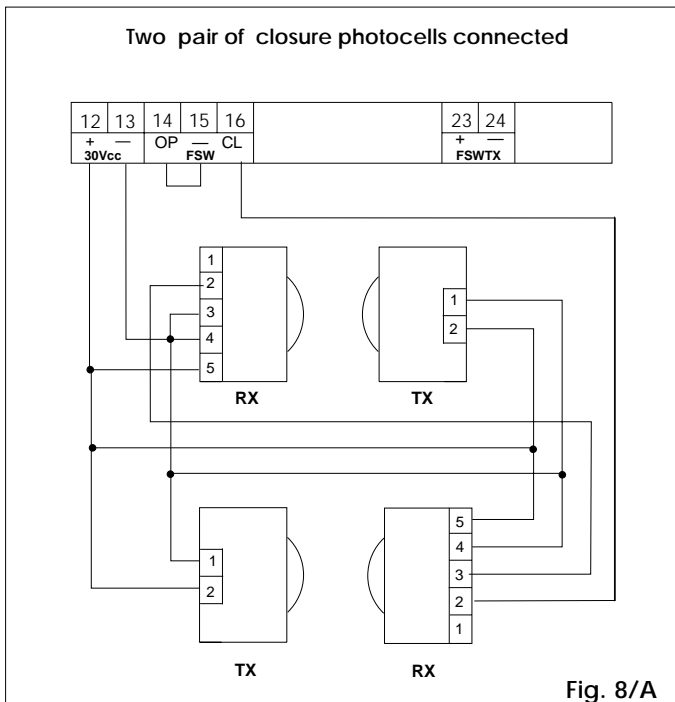 Two pair of closure photocells connected
12 13 14 15 16 23 24
+ — OP — CL + —
30Vcc FSW FSWTX
1
2
3
4
5
RX
1
2
TX
1
2
TX
5
4
3
2
1
RX
Fig. 8/A